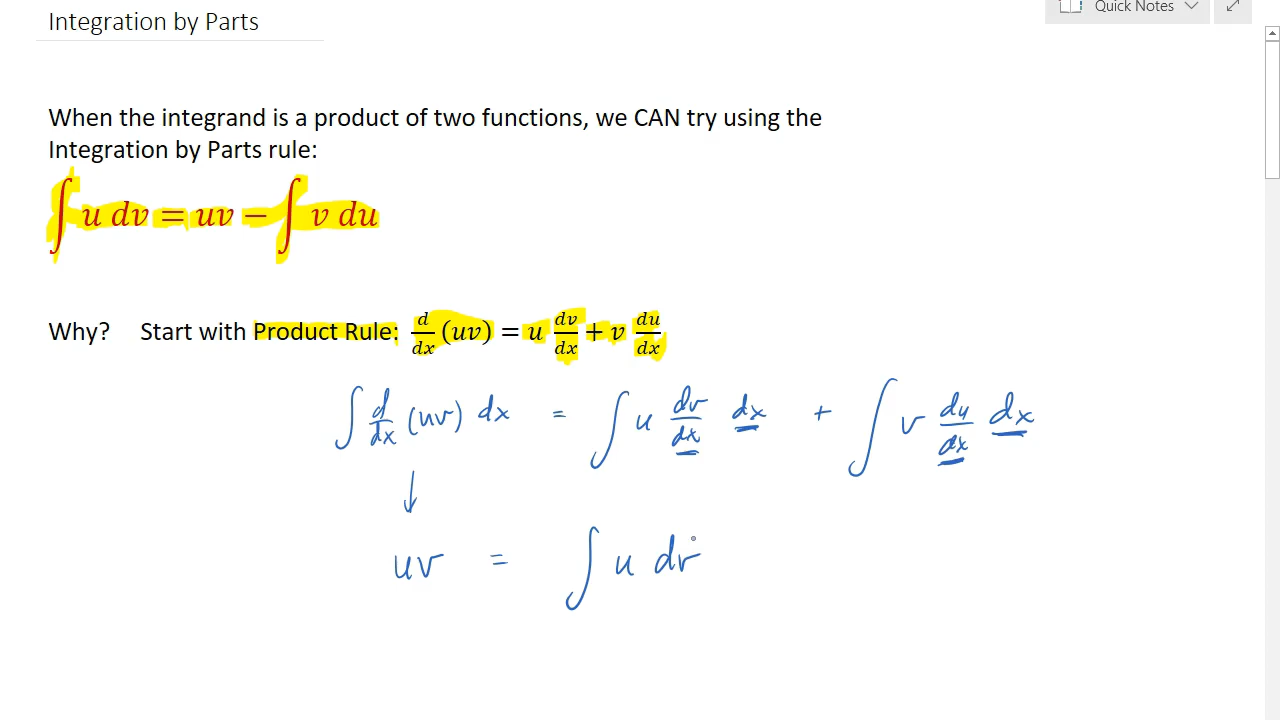 Integration by Parts
Quick Notes
When the integrand is a product of two functions, we CAN try using the
Integration by Parts rule:
∫ u dv = uv − ∫ v du
Why? Start with Product Rule: d/dx (uv) = u dv/dx + v du/dx
∫ d/dx (uv) dx = ∫ u dv/dx dx + ∫ v du/dx dx
↓
uv = ∫ u dv